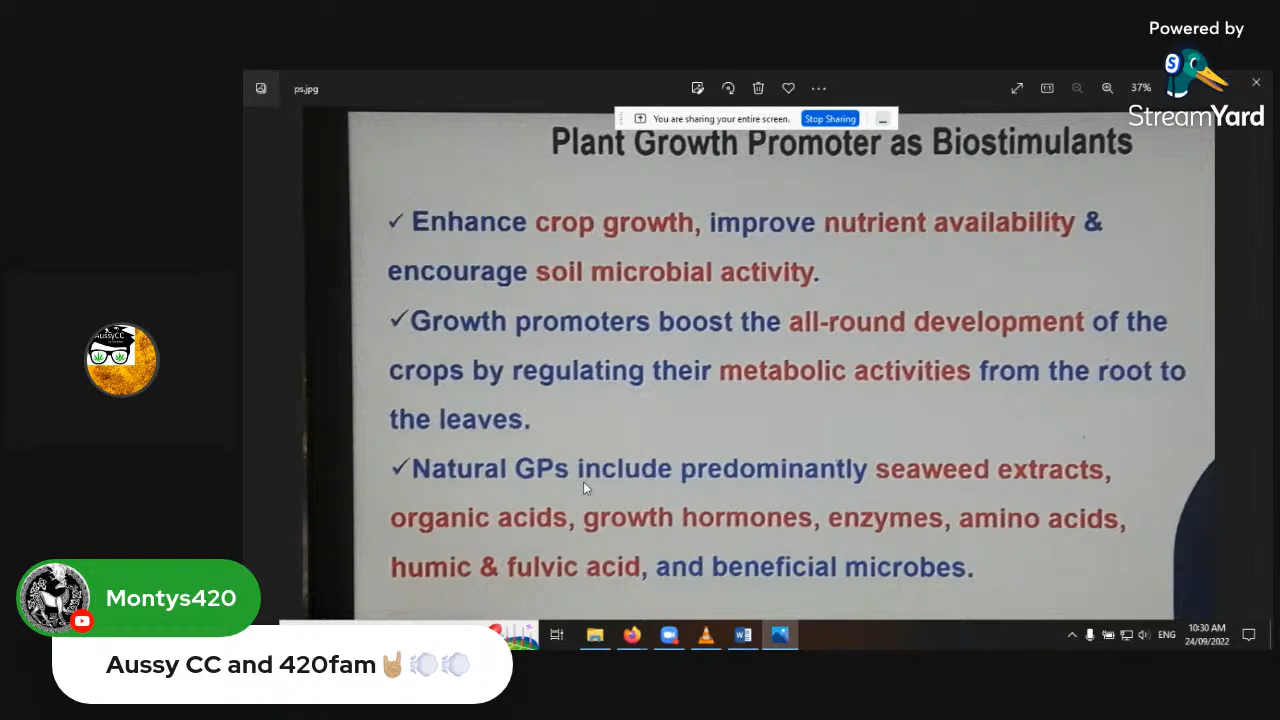 Powered by
StreamYard
ps.jpg
37%
You are sharing your entire screen.
Stop Sharing
Plant Growth Promoter as Biostimulants
✓ Enhance crop growth, improve nutrient availability &
encourage soil microbial activity.
✓Growth promoters boost the all-round development of the
crops by regulating their metabolic activities from the root to
the leaves.
✓Natural GPs include predominantly seaweed extracts,
organic acids, growth hormones, enzymes, amino acids,
humic & fulvic acid, and beneficial microbes.
AussyCC
ENG
10:30 AM
24/09/2022
Montys420
Aussy CC and 420fam🤘🏼💨💨